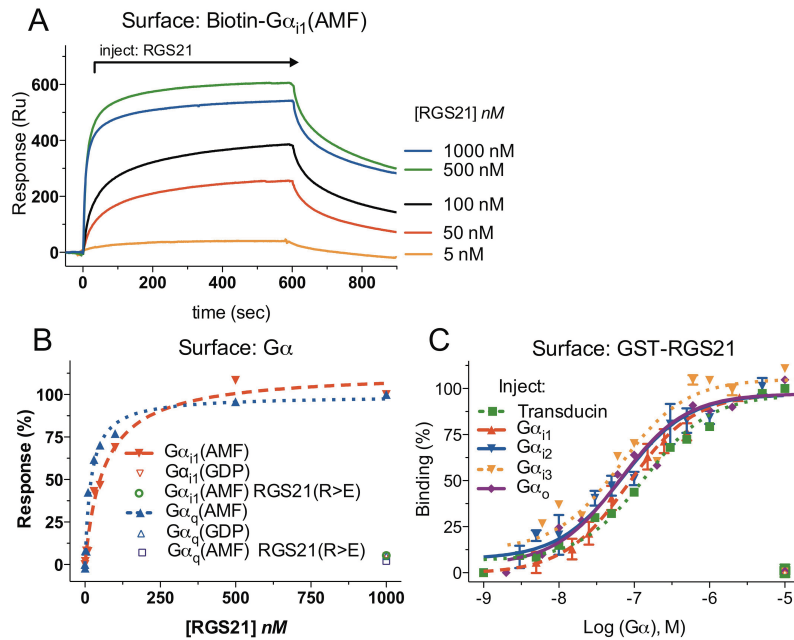 A
Surface: Biotin-Gαi1(AMF)
inject: RGS21
Response (Ru)
600
400
200
0
0
200
400
600
800
time (sec)
[RGS21] nM
1000 nM
500 nM
100 nM
50 nM
5 nM
B
Surface: Gα
Response (%)
100
75
50
25
0
0
250
500
750
1000
[RGS21] nM
Gαi1(AMF)
Gαi1(GDP)
Gαi1(AMF) RGS21(R>E)
Gαq(AMF)
Gαq(GDP)
Gαq(AMF) RGS21(R>E)
C
Surface: GST-RGS21
Inject:
Transducin
Gαi1
Gαi2
Gαi3
Gαo
Binding (%)
100
75
50
25
0
-9
-8
-7
-6
-5
Log (Gα), M